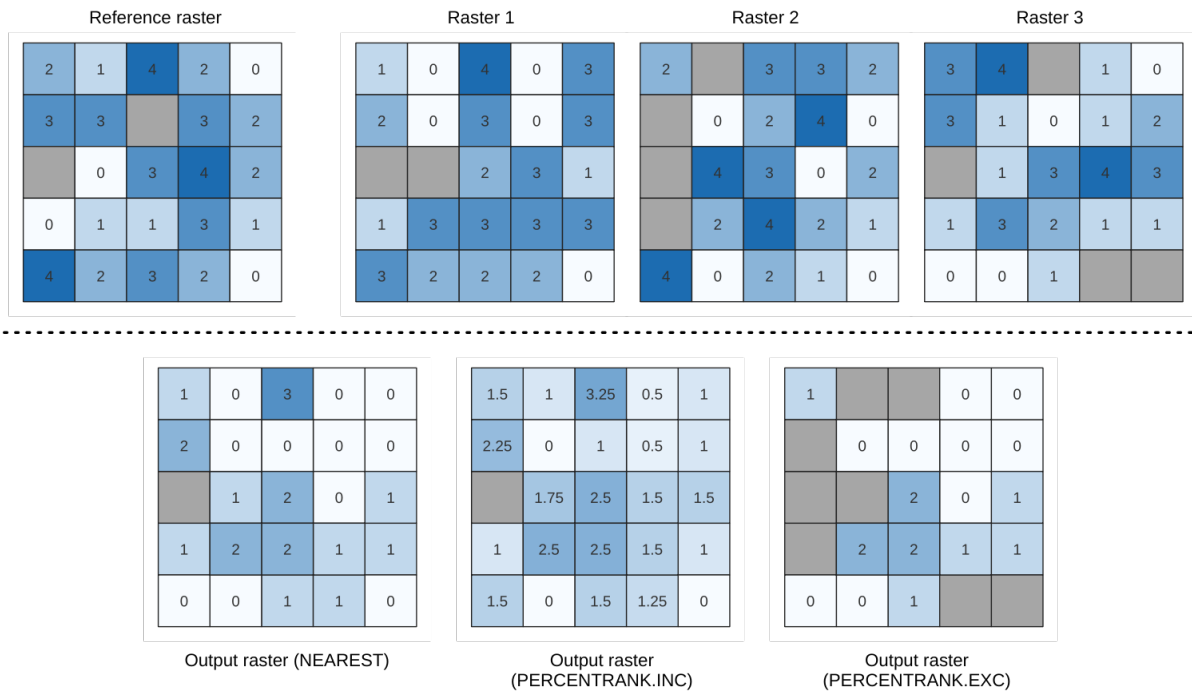 Reference raster Raster 1 Raster 2 Raster 3
2 1 4 2 0 1 0 4 0 3 2 3 3 2 3 4 1 0
3 3 3 2 2 0 3 0 3 0 2 4 0 3 1 0 1 2
0 3 4 2 2 3 1 4 3 0 2 1 3 4 3
0 1 1 3 1 1 3 3 3 3 2 4 2 1 1 3 2 1 1
4 2 3 2 0 3 2 2 2 0 4 0 2 1 0 0 0 1
1 0 3 0 0 1.5 1 3.25 0.5 1 1 0 0
2 0 0 0 0 2.25 0 1 0.5 1 0 0 0 0
1 2 0 1 1.75 2.5 1.5 1.5 2 0 1
1 2 2 1 1 1 2.5 2.5 1.5 1 2 2 1 1
0 0 1 1 0 1.5 0 1.5 1.25 0 0 0 1
Output raster (NEAREST) Output raster Output raster
(PERCENTRANK.INC) (PERCENTRANK.EXC)